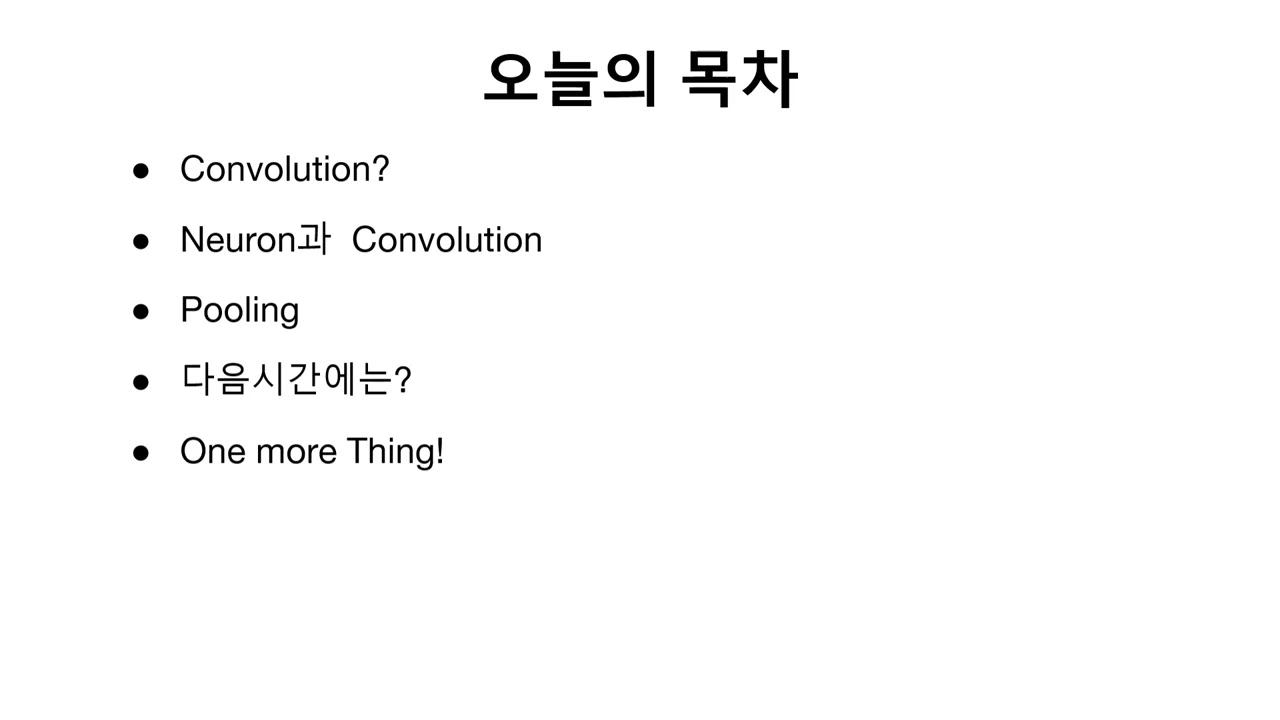 오늘의 목차
● Convolution?
● Neuron과 Convolution
● Pooling
● 다음시간에는?
● One more Thing!